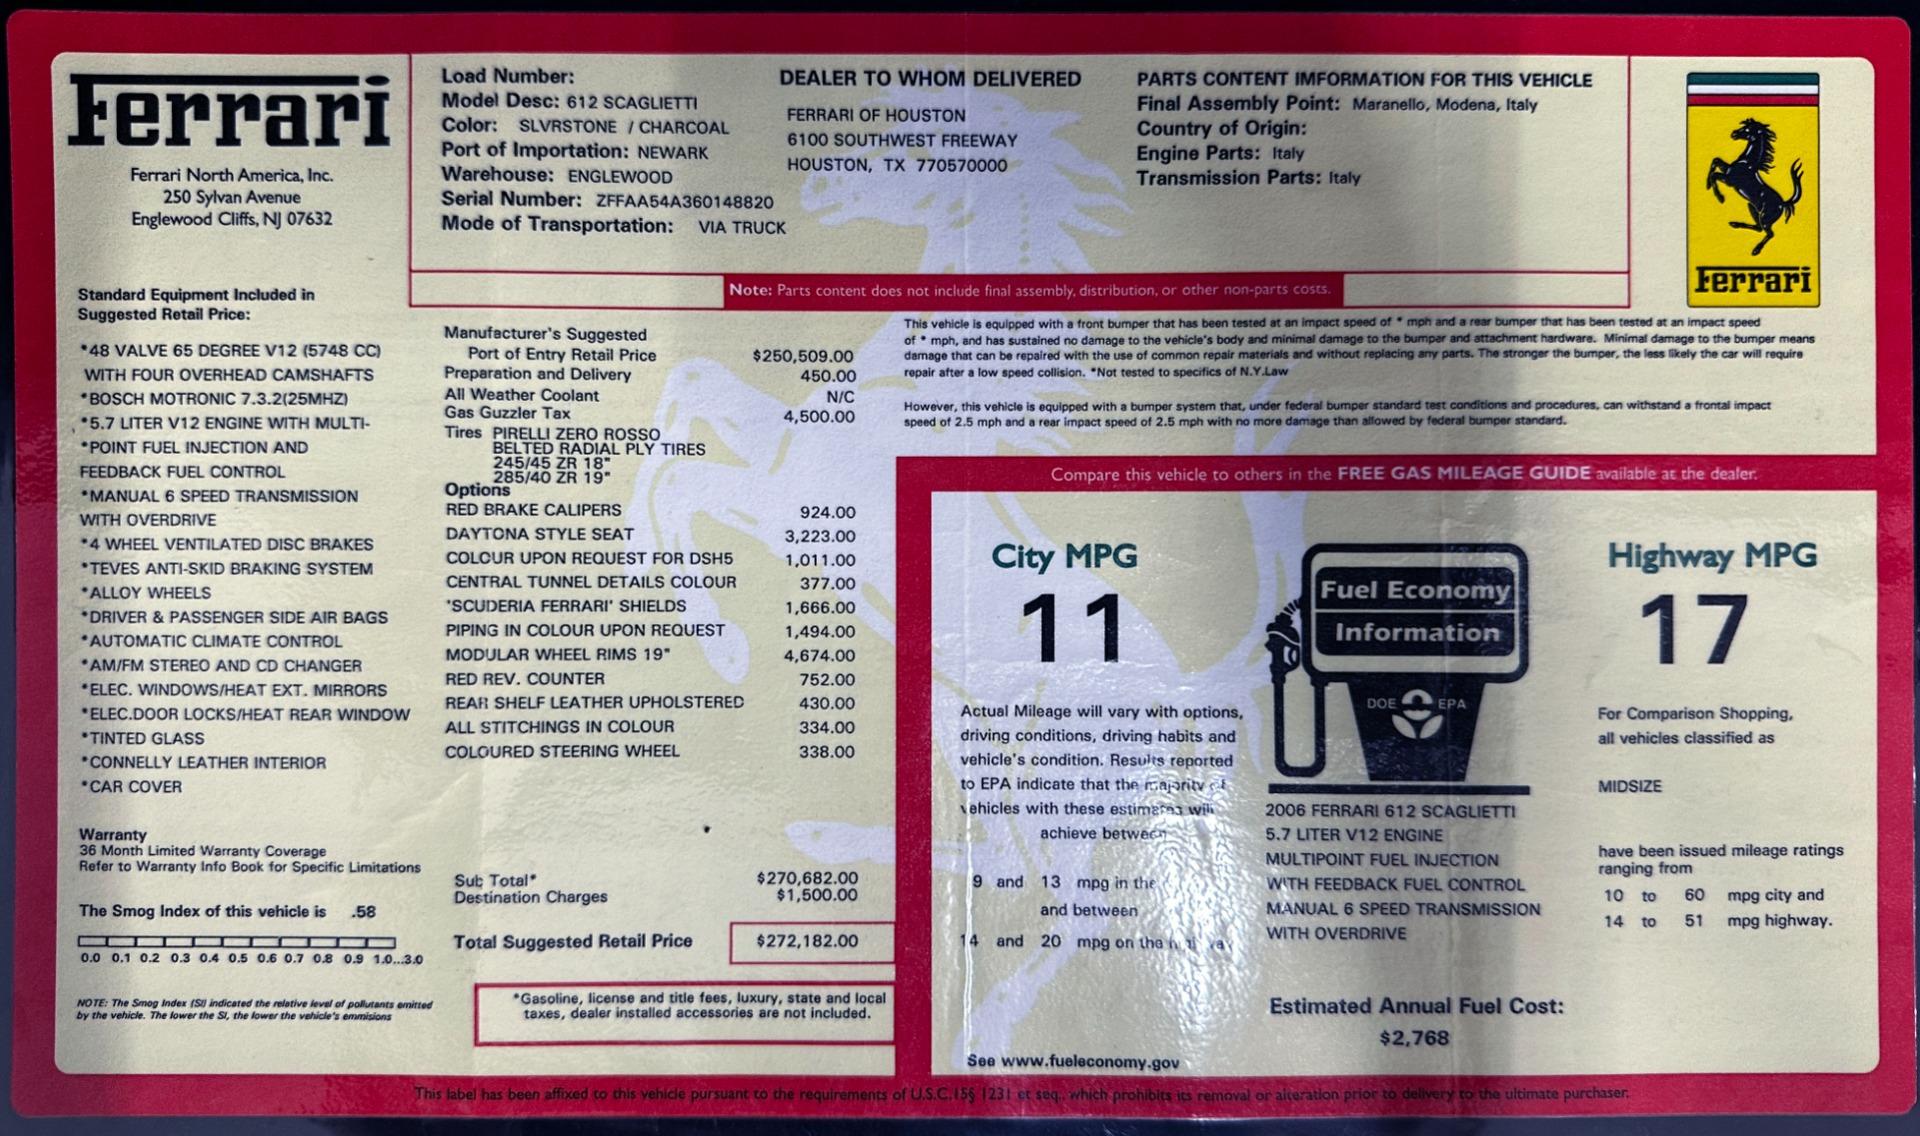 Ferrari
Ferrari North America, Inc.
250 Sylvan Avenue
Englewood Cliffs, NJ 07632
Load Number:
Model Desc: 612 SCAGLIETTI
Color: SLVRSTONE / CHARCOAL
Port of Importation: NEWARK
Warehouse: ENGLEWOOD
Serial Number: ZFFAA54A360148820
Mode of Transportation: VIA TRUCK
DEALER TO WHOM DELIVERED
FERRARI OF HOUSTON
6100 SOUTHWEST FREEWAY
HOUSTON, TX 770570000
PARTS CONTENT IMFORMATION FOR THIS VEHICLE
Final Assembly Point: Maranello, Modena, Italy
Country of Origin:
Engine Parts: Italy
Transmission Parts: Italy
Ferrari
Note: Parts content does not include final assembly, distribution, or other non-parts costs.
Standard Equipment Included in
Suggested Retail Price:
*48 VALVE 65 DEGREE V12 (5748 CC)
WITH FOUR OVERHEAD CAMSHAFTS
*BOSCH MOTRONIC 7.3.2(25MHZ)
*5.7 LITER V12 ENGINE WITH MULTI-
*POINT FUEL INJECTION AND
FEEDBACK FUEL CONTROL
*MANUAL 6 SPEED TRANSMISSION
WITH OVERDRIVE
*4 WHEEL VENTILATED DISC BRAKES
*TEVES ANTI-SKID BRAKING SYSTEM
*ALLOY WHEELS
*DRIVER & PASSENGER SIDE AIR BAGS
*AUTOMATIC CLIMATE CONTROL
*AM/FM STEREO AND CD CHANGER
*ELEC. WINDOWS/HEAT EXT. MIRRORS
*ELEC.DOOR LOCKS/HEAT REAR WINDOW
*TINTED GLASS
*CONNELLY LEATHER INTERIOR
*CAR COVER
Warranty
36 Month Limited Warranty Coverage
Refer to Warranty Info Book for Specific Limitations
The Smog Index of this vehicle is .58
0.0 0.1 0.2 0.3 0.4 0.5 0.6 0.7 0.8 0.9 1.0...3.0
NOTE: The Smog Index (SI) indicated the relative level of pollutants emitted
by the vehicle. The lower the SI, the lower the vehicle's emmisions
Manufacturer's Suggested
Port of Entry Retail Price $250,509.00
Preparation and Delivery 450.00
All Weather Coolant N/C
Gas Guzzler Tax 4,500.00
Tires PIRELLI ZERO ROSSO
BELTED RADIAL PLY TIRES
245/45 ZR 18"
285/40 ZR 19"
Options
RED BRAKE CALIPERS 924.00
DAYTONA STYLE SEAT 3,223.00
COLOUR UPON REQUEST FOR DSH5 1,011.00
CENTRAL TUNNEL DETAILS COLOUR 377.00
'SCUDERIA FERRARI' SHIELDS 1,666.00
PIPING IN COLOUR UPON REQUEST 1,494.00
MODULAR WHEEL RIMS 19" 4,674.00
RED REV. COUNTER 752.00
REAR SHELF LEATHER UPHOLSTERED 430.00
ALL STITCHINGS IN COLOUR 334.00
COLOURED STEERING WHEEL 338.00
Sub Total* $270,682.00
Destination Charges $1,500.00
Total Suggested Retail Price $272,182.00
*Gasoline, license and title fees, luxury, state and local
taxes, dealer installed accessories are not included.
This vehicle is equipped with a front bumper that has been tested at an impact speed of * mph and a rear bumper that has been tested at an impact speed
of * mph, and has sustained no damage to the vehicle's body and minimal damage to the bumper and attachment hardware. Minimal damage to the bumper means
damage that can be repaired with the use of common repair materials and without replacing any parts. The stronger the bumper, the less likely the car will require
repair after a low speed collision. *Not tested to specifics of N.Y.Law
However, this vehicle is equipped with a bumper system that, under federal bumper standard test conditions and procedures, can withstand a frontal impact
speed of 2.5 mph and a rear impact speed of 2.5 mph with no more damage than allowed by federal bumper standard.
Compare this vehicle to others in the FREE GAS MILEAGE GUIDE available at the dealer.
City MPG
11
Fuel Economy
Information
DOE EPA
Highway MPG
17
Actual Mileage will vary with options,
driving conditions, driving habits and
vehicle's condition. Results reported
to EPA indicate that the majority of
vehicles with these estimates will
achieve between
9 and 13 mpg in the
and between
14 and 20 mpg on the
See www.fueleconomy.gov
2006 FERRARI 612 SCAGLIETTI
5.7 LITER V12 ENGINE
MULTIPOINT FUEL INJECTION
WITH FEEDBACK FUEL CONTROL
MANUAL 6 SPEED TRANSMISSION
WITH OVERDRIVE
Estimated Annual Fuel Cost:
$2,768
For Comparison Shopping,
all vehicles classified as
MIDSIZE
have been issued mileage ratings
ranging from
10 to 60 mpg city and
14 to 51 mpg highway.
This label has been affixed to this vehicle pursuant to the requirements of U.S.C.15§ 1231 et seq., which prohibits its removal or alteration prior to delivery to the ultimate purchaser.